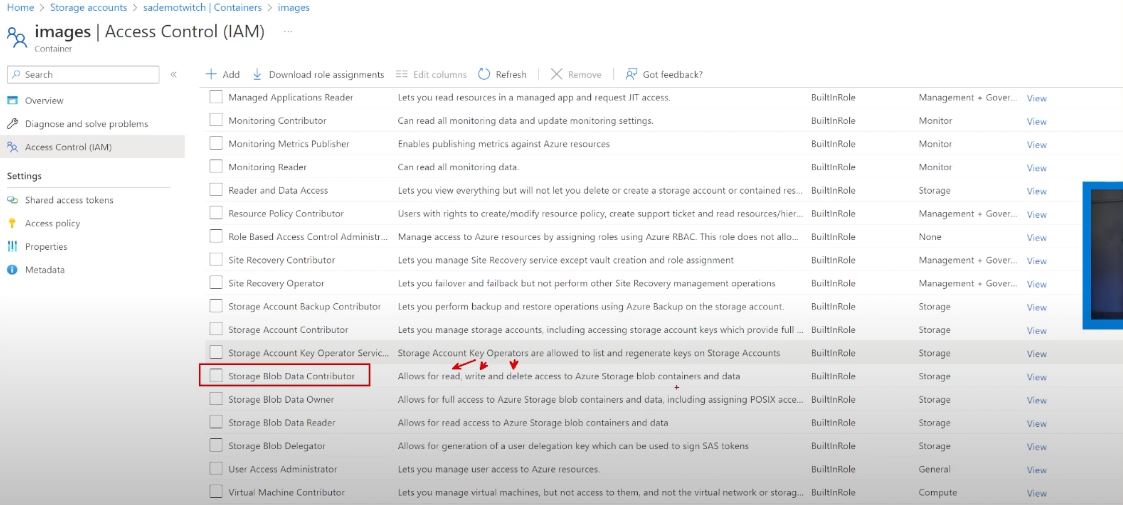 Home > Storage accounts > sademotwitch | Containers > images
images | Access Control (IAM) ...
Container
Search «
Add Download role assignments Edit columns Refresh Remove Got feedback?
Overview
Diagnose and solve problems
Access Control (IAM)
Settings
Shared access tokens
Access policy
Properties
Metadata
Managed Applications Reader Lets you read resources in a managed app and request JIT access. BuiltInRole Management + Gover... View
Monitoring Contributor Can read all monitoring data and update monitoring settings. BuiltInRole Monitor View
Monitoring Metrics Publisher Enables publishing metrics against Azure resources BuiltInRole Monitor View
Monitoring Reader Can read all monitoring data. BuiltInRole Monitor View
Reader and Data Access Lets you view everything but will not let you delete or create a storage account or contained res... BuiltInRole Storage View
Resource Policy Contributor Users with rights to create/modify resource policy, create support ticket and read resources/hier... BuiltInRole Management + Gover... View
Role Based Access Control Administr... Manage access to Azure resources by assigning roles using Azure RBAC. This role does not allo... BuiltInRole None View
Site Recovery Contributor Lets you manage Site Recovery service except vault creation and role assignment BuiltInRole Management + Gover... View
Site Recovery Operator Lets you failover and failback but not perform other Site Recovery management operations BuiltInRole Management + Gover... View
Storage Account Backup Contributor Lets you perform backup and restore operations using Azure Backup on the storage account. BuiltInRole Storage View
Storage Account Contributor Lets you manage storage accounts, including accessing storage account keys which provide full ... BuiltInRole Storage View
Storage Account Key Operator Servic... Storage Account Key Operators are allowed to list and regenerate keys on Storage Accounts BuiltInRole Storage View
Storage Blob Data Contributor Allows for read, write and delete access to Azure Storage blob containers and data BuiltInRole Storage View
Storage Blob Data Owner Allows for full access to Azure Storage blob containers and data, including assigning POSIX acce... BuiltInRole Storage View
Storage Blob Data Reader Allows for read access to Azure Storage blob containers and data BuiltInRole Storage View
Storage Blob Delegator Allows for generation of a user delegation key which can be used to sign SAS tokens BuiltInRole Storage View
User Access Administrator Lets you manage user access to Azure resources. BuiltInRole General View
Virtual Machine Contributor Lets you manage virtual machines, but not access to them, and not the virtual network or storag... BuiltInRole Compute View